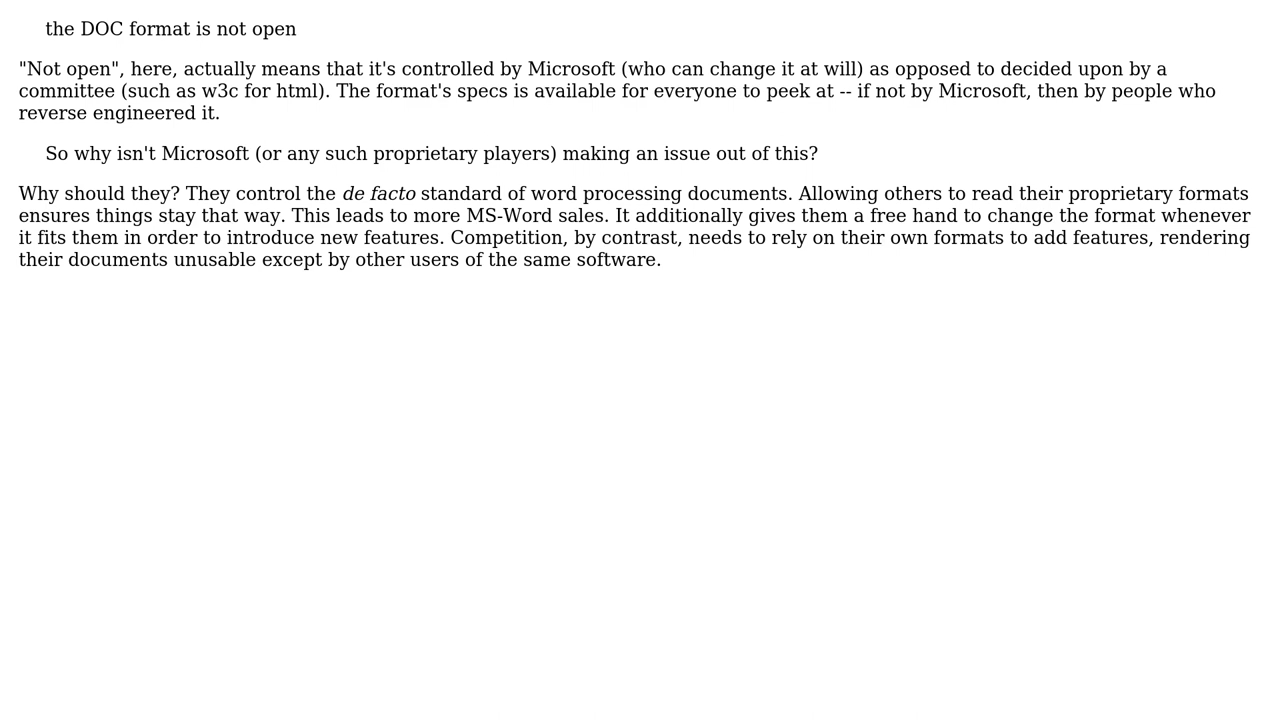 the DOC format is not open
"Not open", here, actually means that it's controlled by Microsoft (who can change it at will) as opposed to decided upon by a
committee (such as w3c for html). The format's specs is available for everyone to peek at -- if not by Microsoft, then by people who
reverse engineered it.
So why isn't Microsoft (or any such proprietary players) making an issue out of this?
Why should they? They control the de facto standard of word processing documents. Allowing others to read their proprietary formats
ensures things stay that way. This leads to more MS-Word sales. It additionally gives them a free hand to change the format whenever
it fits them in order to introduce new features. Competition, by contrast, needs to rely on their own formats to add features, rendering
their documents unusable except by other users of the same software.